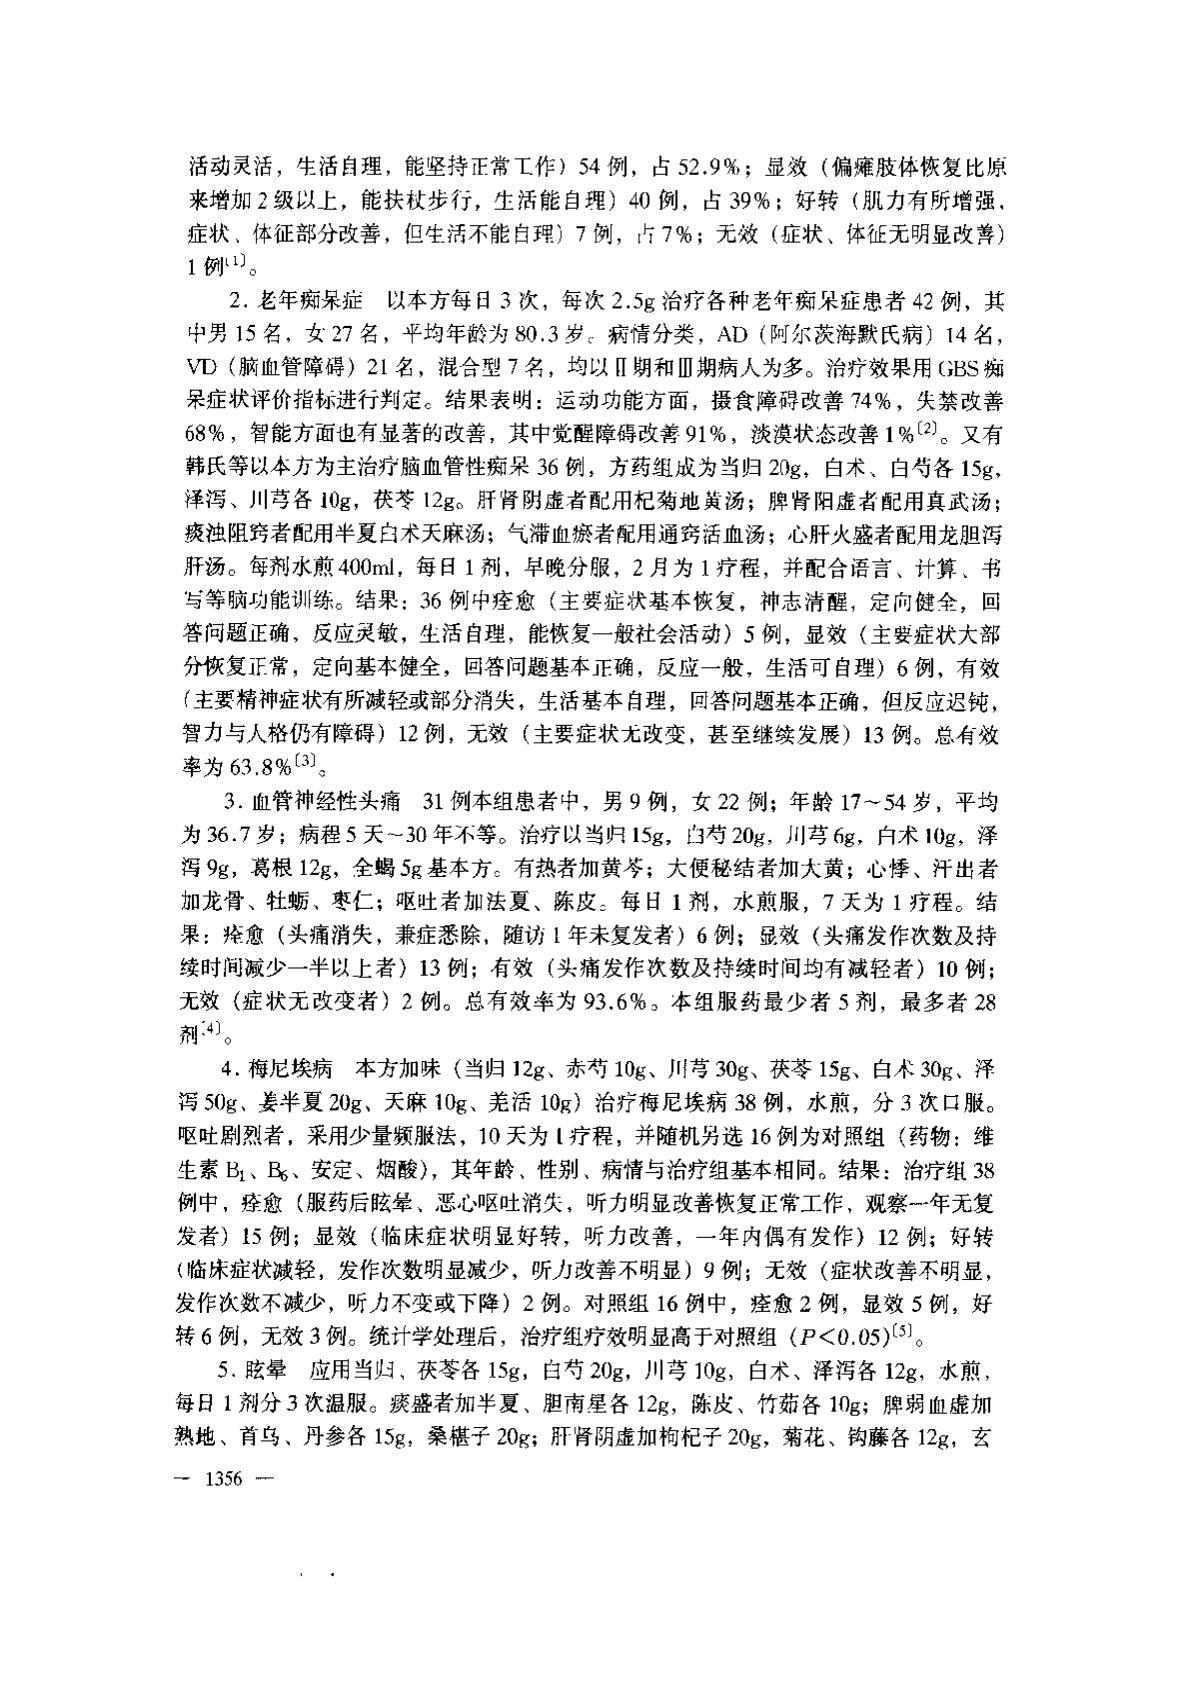 活动灵活，生活自理，能坚持正常工作）54 例，占 52.9%；显效（偏瘫肢体恢复比原
来增加 2 级以上，能扶杖步行，生活能自理）40 例，占 39%；好转（肌力有所增强、
症状、体征部分改善，但生活不能自理）7 例，占 7%；无效（症状、体征无明显改善）
1 例〔1〕。
2. 老年痴呆症　以本方每日 3 次，每次 2.5g 治疗各种老年痴呆症患者 42 例，其
中男 15 名，女 27 名，平均年龄为 80.3 岁。病情分类，AD（阿尔茨海默氏病）14 名，
VD（脑血管障碍）21 名，混合型 7 名，均以Ⅱ期和Ⅲ期病人为多。治疗效果用 GBS 痴
呆症状评价指标进行判定。结果表明：运动功能方面，摄食障碍改善 74%，失禁改善
68%，智能方面也有显著的改善，其中觉醒障碍改善 91%，淡漠状态改善 1%〔2〕。又有
韩氏等以本方为主治疗脑血管性痴呆 36 例，方药组成为当归 20g，白术、白芍各 15g，
泽泻、川芎各 10g，茯苓 12g。肝肾阴虚者配用杞菊地黄汤；脾肾阳虚者配用真武汤；
痰浊阻窍者配用半夏白术天麻汤；气滞血瘀者配用通窍活血汤；心肝火盛者配用龙胆泻
肝汤。每剂水煎 400ml，每日 1 剂，早晚分服，2 月为 1 疗程，并配合语言、计算、书
写等脑功能训练。结果：36 例中痊愈（主要症状基本恢复，神志清醒，定向健全，回
答问题正确，反应灵敏，生活自理，能恢复一般社会活动）5 例，显效（主要症状大部
分恢复正常，定向基本健全，回答问题基本正确，反应一般，生活可自理）6 例，有效
（主要精神症状有所减轻或部分消失，生活基本自理，回答问题基本正确，但反应迟钝，
智力与人格仍有障碍）12 例，无效（主要症状无改变，甚至继续发展）13 例。总有效
率为 63.8%〔3〕。
3. 血管神经性头痛　31 例本组患者中，男 9 例，女 22 例；年龄 17～54 岁，平均
为 36.7 岁；病程 5 天～30 年不等。治疗以当归 15g，白芍 20g，川芎 6g，白术 10g，泽
泻 9g，葛根 12g，全蝎 5g 基本方。有热者加黄芩；大便秘结者加大黄；心悸、汗出者
加龙骨、牡蛎、枣仁；呕吐者加法夏、陈皮。每日 1 剂，水煎服，7 天为 1 疗程。结
果：痊愈（头痛消失，兼症悉除，随访 1 年未复发者）6 例；显效（头痛发作次数及持
续时间减少一半以上者）13 例；有效（头痛发作次数及持续时间均有减轻者）10 例；
无效（症状无改变者）2 例。总有效率为 93.6%。本组服药最少者 5 剂，最多者 28
剂〔4〕。
4. 梅尼埃病　本方加味（当归 12g、赤芍 10g、川芎 30g、茯苓 15g、白术 30g、泽
泻 50g、姜半夏 20g、天麻 10g、羌活 10g）治疗梅尼埃病 38 例，水煎，分 3 次口服。
呕吐剧烈者，采用少量频服法，10 天为 1 疗程，并随机另选 16 例为对照组（药物：维
生素 B₁、B₆、安定、烟酸），其年龄、性别、病情与治疗组基本相同。结果：治疗组 38
例中，痊愈（服药后眩晕、恶心呕吐消失，听力明显改善恢复正常工作，观察一年无复
发者）15 例；显效（临床症状明显好转，听力改善，一年内偶有发作）12 例；好转
（临床症状减轻，发作次数明显减少，听力改善不明显）9 例；无效（症状改善不明显，
发作次数不减少，听力不变或下降）2 例。对照组 16 例中，痊愈 2 例，显效 5 例，好
转 6 例，无效 3 例。统计学处理后，治疗组疗效明显高于对照组（P＜0.05）〔5〕。
5. 眩晕　应用当归、茯苓各 15g，白芍 20g，川芎 10g，白术、泽泻各 12g，水煎，
每日 1 剂分 3 次温服。痰盛者加半夏、胆南星各 12g，陈皮、竹茹各 10g；脾弱血虚加
熟地、首乌、丹参各 15g，桑椹子 20g；肝肾阴虚加枸杞子 20g，菊花、钩藤各 12g，玄
— 1356 —